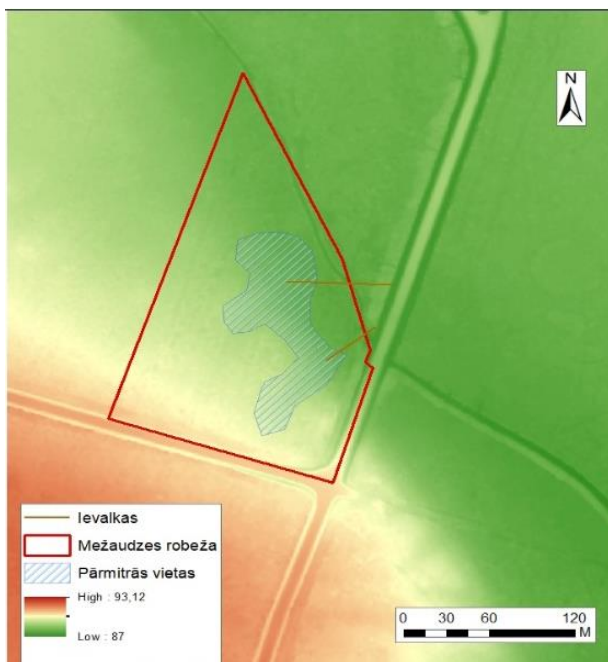 N
Ievalkas
Mežaudzes robeža
Pārmitrās vietas
High : 93,12
Low : 87
0 30 60 120
M